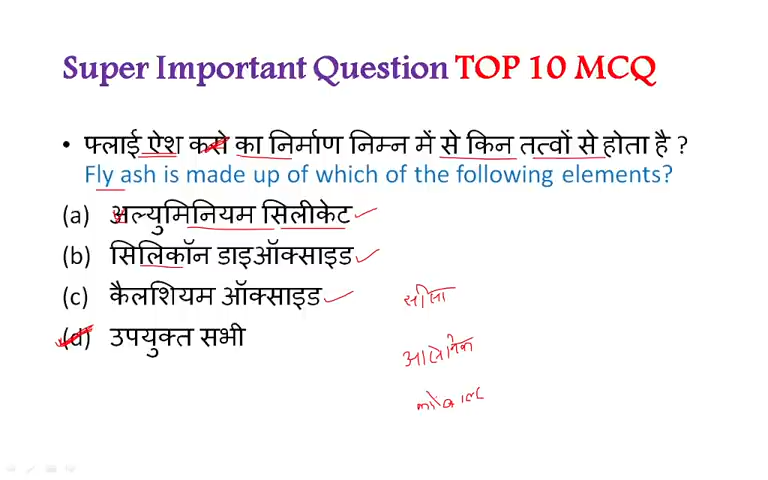 Super Important Question TOP 10 MCQ
• फ्लाई ऐश कसे का निर्माण निम्न में से किन तत्वों से होता है ?
Fly ash is made up of which of the following elements?
(a) अल्युमिनियम सिलीकेट
(b) सिलिकॉन डाइऑक्साइड
(c) कैलशियम ऑक्साइड
सीसा
(d) उपयुक्त सभी